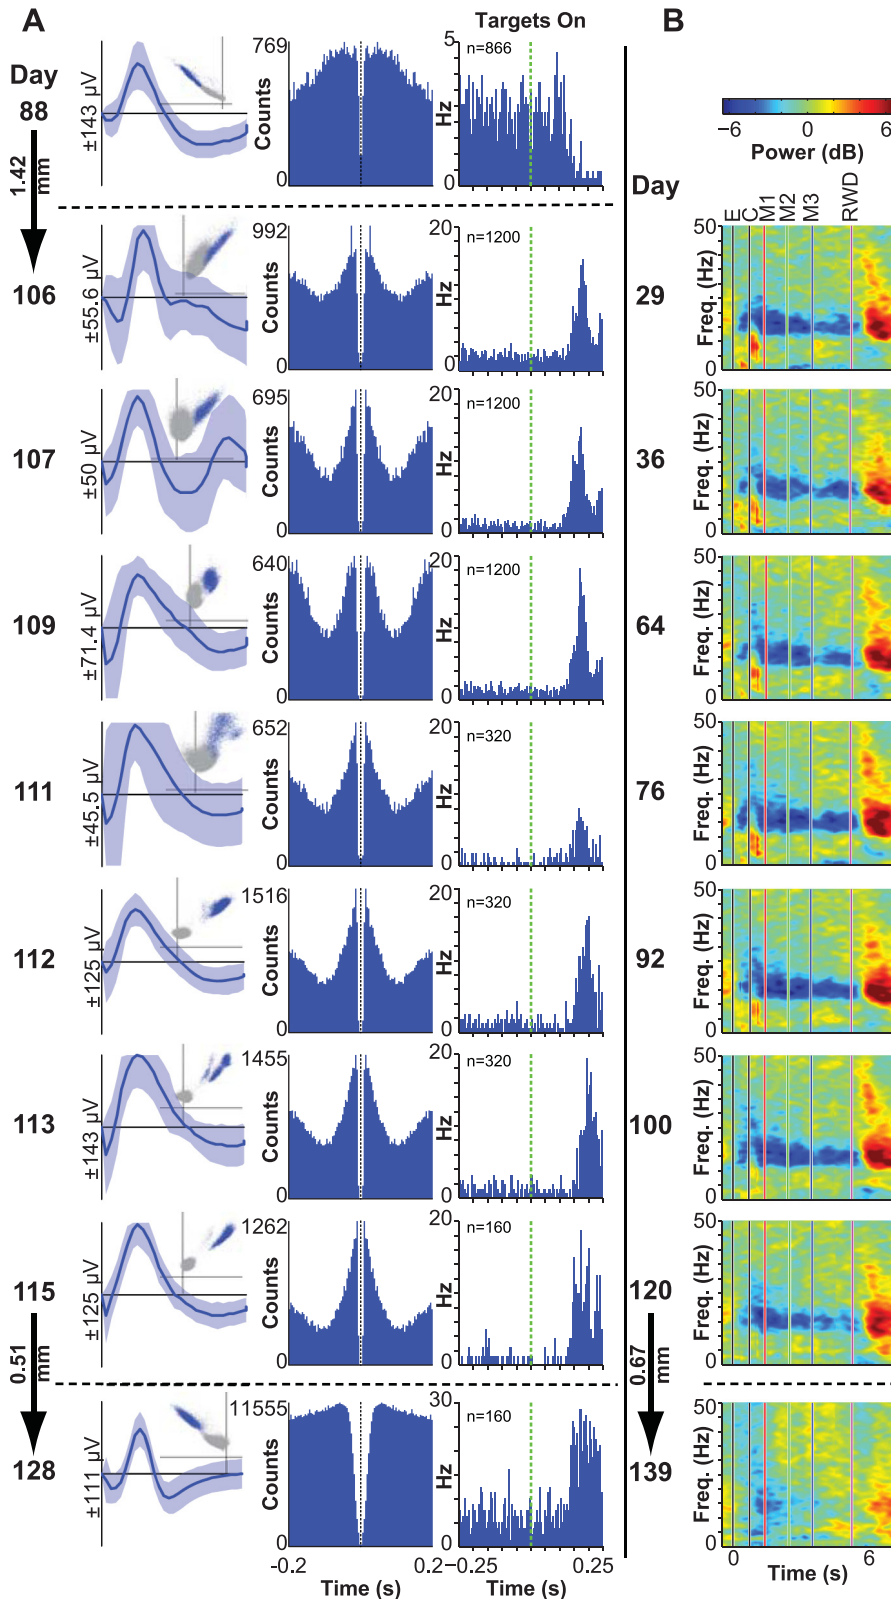 A
B
Targets On
Day
88
±143 µV
769
Counts
5
Hz
n=866
1.42
mm
106
±55.6 µV
992
Counts
0
20
Hz
0
n=1200
107
±50 µV
695
Counts
0
20
Hz
0
n=1200
109
±71.4 µV
640
Counts
0
20
Hz
0
n=1200
111
±45.5 µV
652
Counts
0
20
Hz
0
n=320
112
±125 µV
1516
Counts
0
20
Hz
0
n=320
113
±143 µV
1455
Counts
0
20
Hz
0
n=320
115
±125 µV
1262
Counts
0
20
Hz
0
n=160
0.51
mm
128
±111 µV
11555
Counts
0
30
Hz
0
n=160
-0.2 0.2
Time (s)
−0.25 0.25
Time (s)
−6 0 6
Power (dB)
Day
E C M1 M2 M3 RWD
29
50
Freq. (Hz)
0
36
50
Freq. (Hz)
0
64
50
Freq. (Hz)
0
76
50
Freq. (Hz)
0
92
50
Freq. (Hz)
0
100
50
Freq. (Hz)
0
120
50
Freq. (Hz)
0
0.67
mm
139
50
Freq. (Hz)
0
0 6
Time (s)